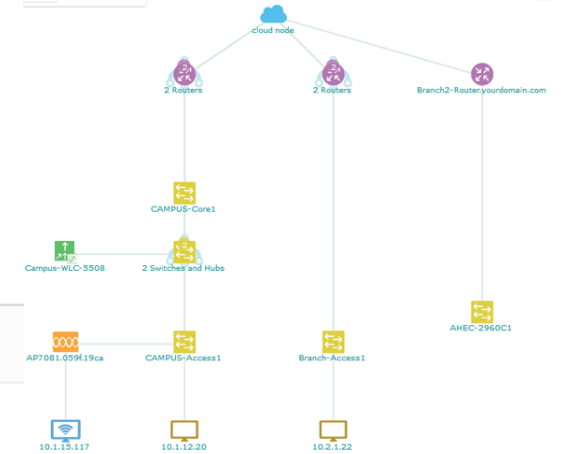 cloud node
2 Routers
2 Routers
Branch2-Router.yourdomain.com
CAMPUS-Core1
Campus-WLC-5508
2 Switches and Hubs
AHEC-2960C1
AP7081.059f.19ca
CAMPUS-Access1
Branch-Access1
10.1.15.117
10.1.12.20
10.2.1.22